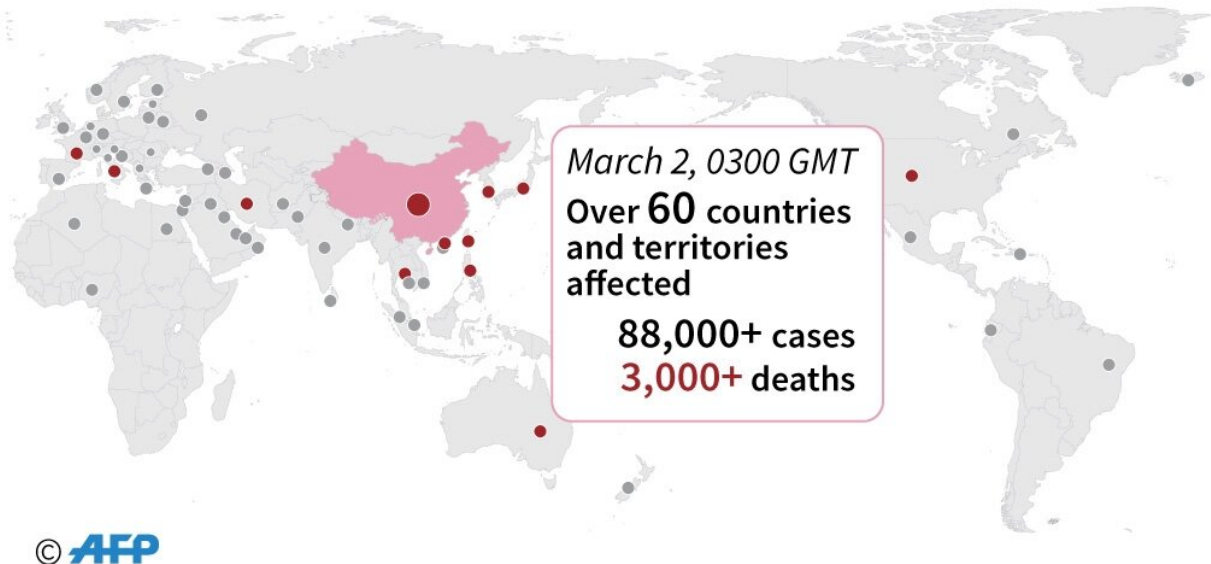 March 2, 0300 GMT
Over 60 countries
and territories
affected
88,000+ cases
3,000+ deaths
© AFP